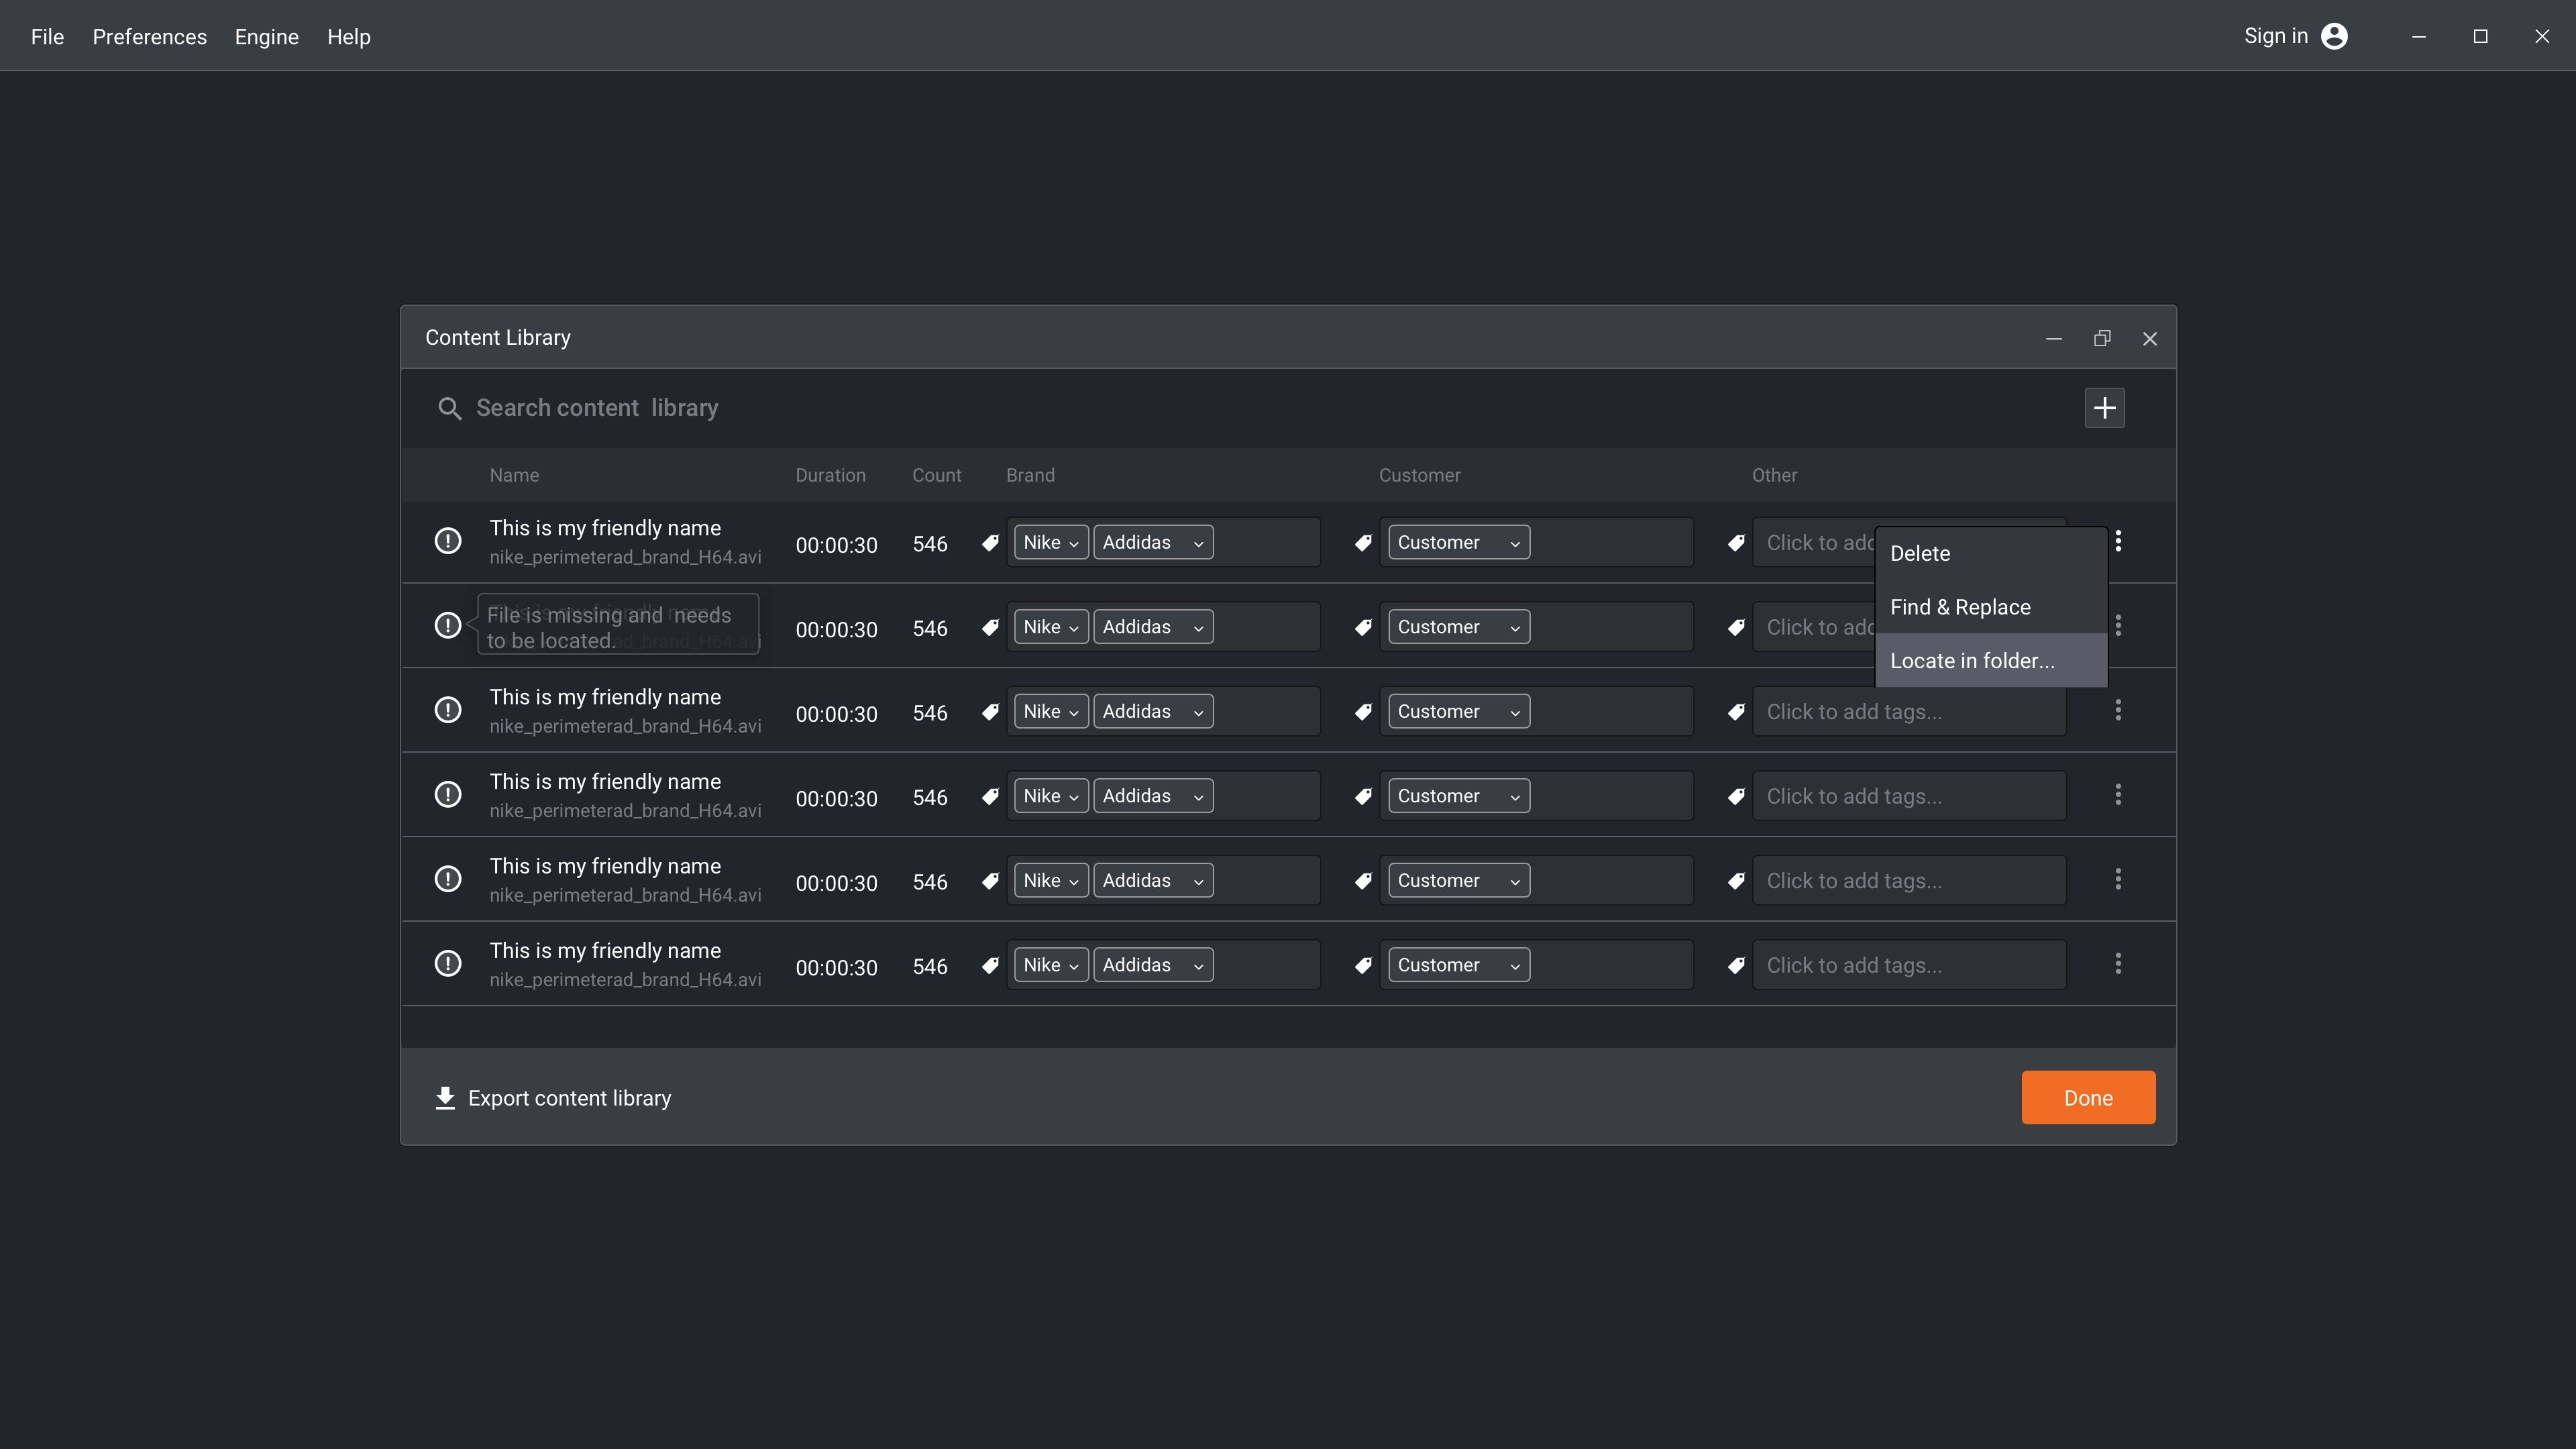 File Preferences Engine Help Sign in
Content Library
Search content library
Name Duration Count Brand Customer Other
This is my friendly name
nike_perimeterad_brand_H64.avi
00:00:30 546 Nike Addidas Customer Click to add
Delete
Find & Replace
Locate in folder...
File is missing and needs
to be located.
00:00:30 546 Nike Addidas Customer Click to add
This is my friendly name
nike_perimeterad_brand_H64.avi
00:00:30 546 Nike Addidas Customer Click to add tags...
This is my friendly name
nike_perimeterad_brand_H64.avi
00:00:30 546 Nike Addidas Customer Click to add tags...
This is my friendly name
nike_perimeterad_brand_H64.avi
00:00:30 546 Nike Addidas Customer Click to add tags...
This is my friendly name
nike_perimeterad_brand_H64.avi
00:00:30 546 Nike Addidas Customer Click to add tags...
Export content library Done